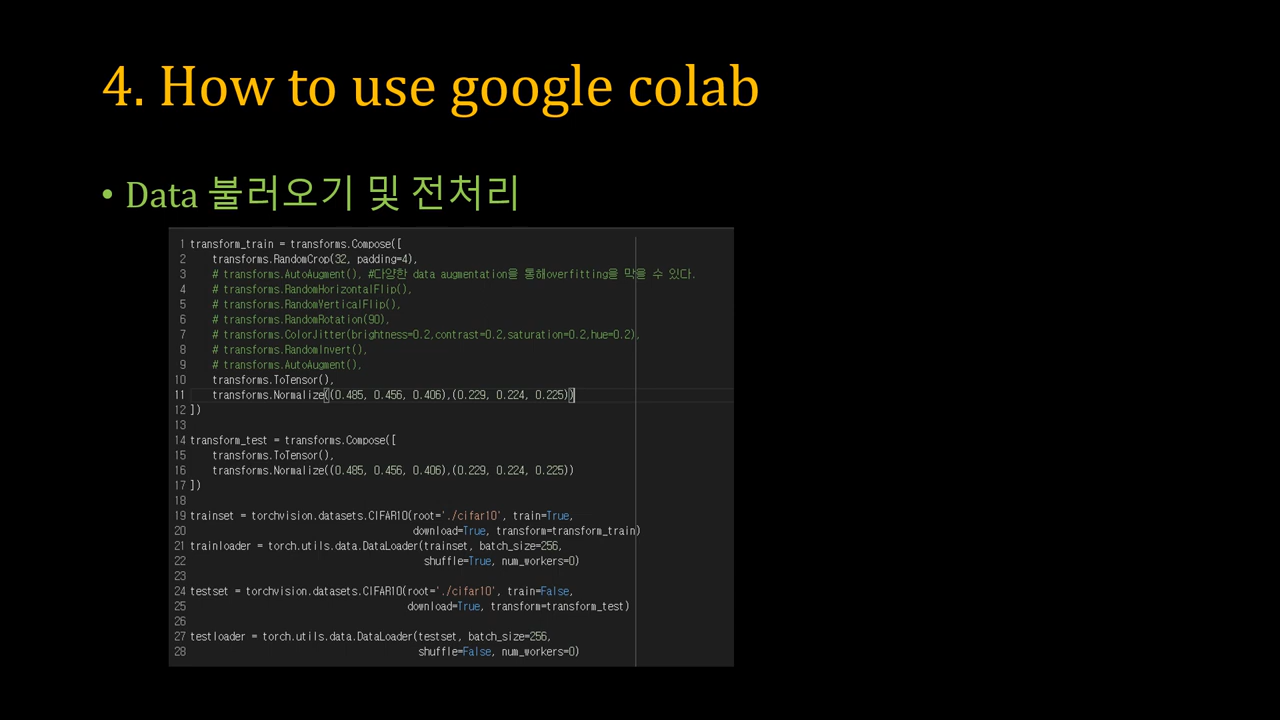 4. How to use google colab
• Data 불러오기 및 전처리
1 transform_train = transforms.Compose([
2 transforms.RandomCrop(32, padding=4),
3 # transforms.AutoAugment(), #다양한 data augmentation을 통해overfitting을 막을 수 있다.
4 # transforms.RandomHorizontalFlip(),
5 # transforms.RandomVerticalFlip(),
6 # transforms.RandomRotation(90),
7 # transforms.ColorJitter(brightness=0.2,contrast=0.2,saturation=0.2,hue=0.2),
8 # transforms.RandomInvert(),
9 # transforms.AutoAugment(),
10 transforms.ToTensor(),
11 transforms.Normalize((0.485, 0.456, 0.406),(0.229, 0.224, 0.225))
12 ])
13
14 transform_test = transforms.Compose([
15 transforms.ToTensor(),
16 transforms.Normalize((0.485, 0.456, 0.406),(0.229, 0.224, 0.225))
17 ])
18
19 trainset = torchvision.datasets.CIFAR10(root='./cifar10', train=True,
20 download=True, transform=transform_train)
21 trainloader = torch.utils.data.DataLoader(trainset, batch_size=256,
22 shuffle=True, num_workers=0)
23
24 testset = torchvision.datasets.CIFAR10(root='./cifar10', train=False,
25 download=True, transform=transform_test)
26
27 testloader = torch.utils.data.DataLoader(testset, batch_size=256,
28 shuffle=False, num_workers=0)